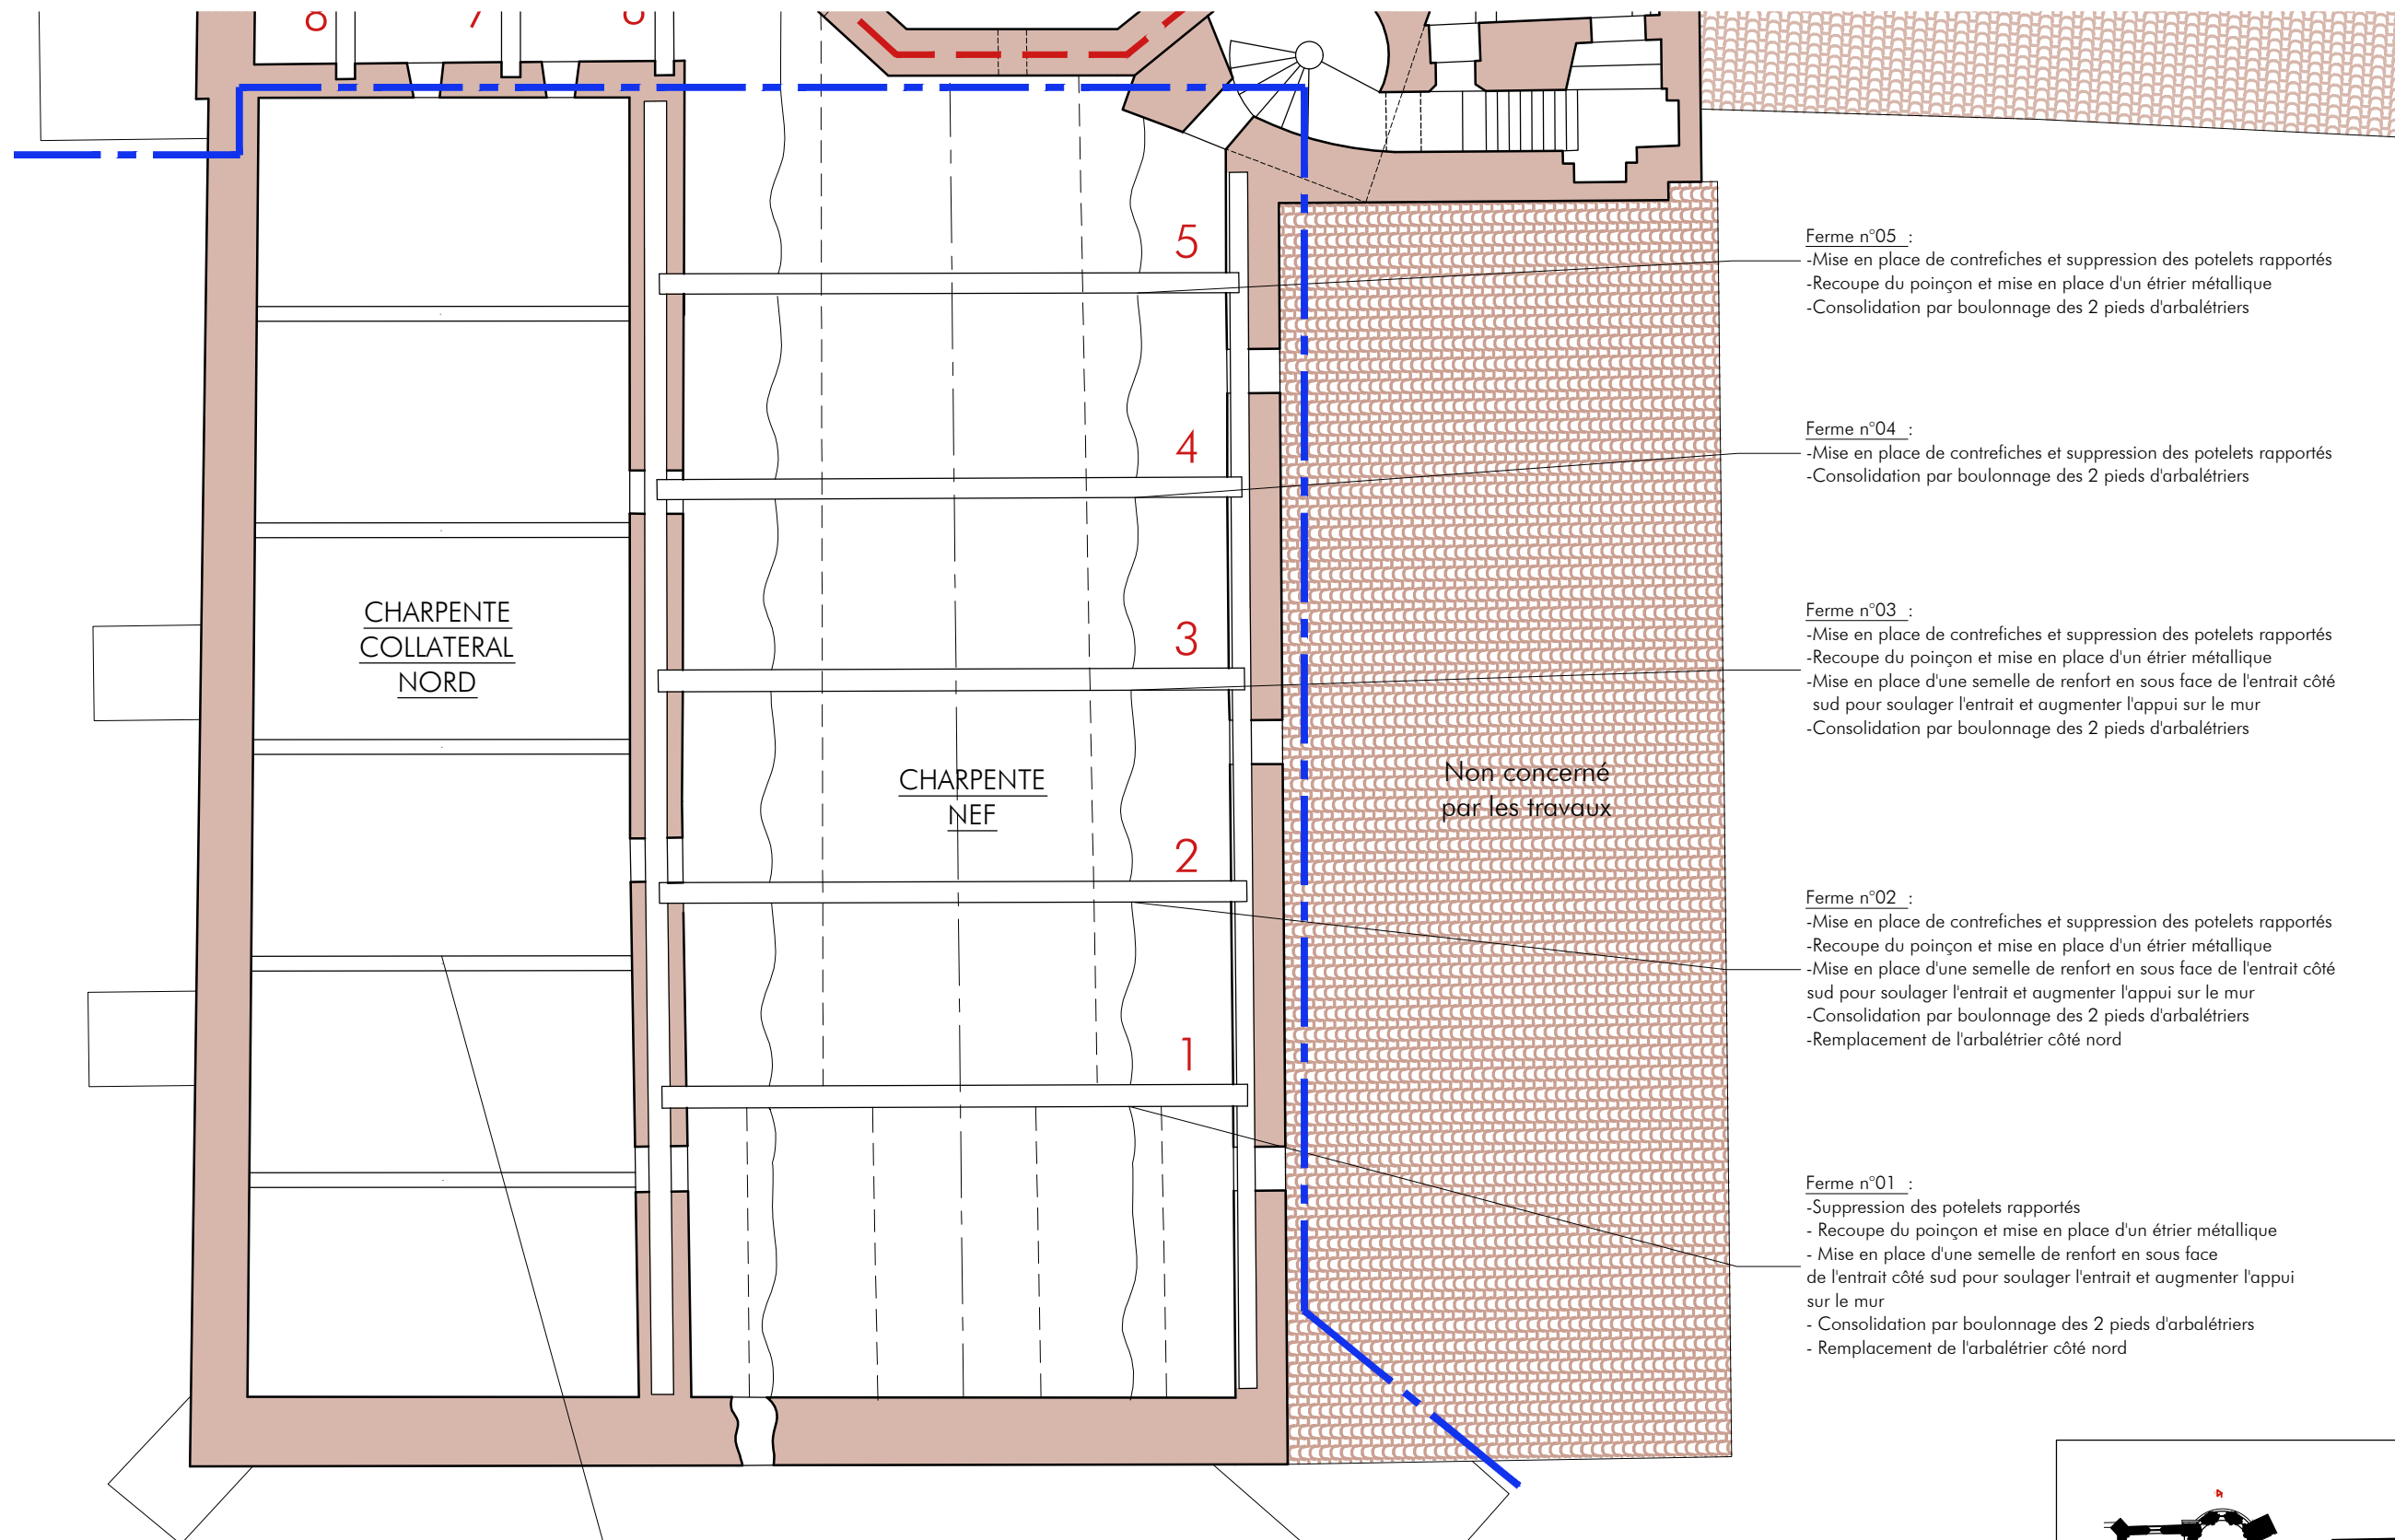 8 7 6
5
4
3
2
1
CHARPENTE
COLLATERAL
NORD
CHARPENTE
NEF
Non concerné
par les travaux
Ferme n°05 :
-Mise en place de contrefiches et suppression des potelets rapportés
-Recoupe du poinçon et mise en place d'un étrier métallique
-Consolidation par boulonnage des 2 pieds d'arbalétriers
Ferme n°04 :
-Mise en place de contrefiches et suppression des potelets rapportés
-Consolidation par boulonnage des 2 pieds d'arbalétriers
Ferme n°03 :
-Mise en place de contrefiches et suppression des potelets rapportés
-Recoupe du poinçon et mise en place d'un étrier métallique
-Mise en place d'une semelle de renfort en sous face de l'entrait côté
sud pour soulager l'entrait et augmenter l'appui sur le mur
-Consolidation par boulonnage des 2 pieds d'arbalétriers
Ferme n°02 :
-Mise en place de contrefiches et suppression des potelets rapportés
-Recoupe du poinçon et mise en place d'un étrier métallique
-Mise en place d'une semelle de renfort en sous face de l'entrait côté
sud pour soulager l'entrait et augmenter l'appui sur le mur
-Consolidation par boulonnage des 2 pieds d'arbalétriers
-Remplacement de l'arbalétrier côté nord
Ferme n°01 :
-Suppression des potelets rapportés
- Recoupe du poinçon et mise en place d'un étrier métallique
- Mise en place d'une semelle de renfort en sous face
de l'entrait côté sud pour soulager l'entrait et augmenter l'appui
sur le mur
- Consolidation par boulonnage des 2 pieds d'arbalétriers
- Remplacement de l'arbalétrier côté nord